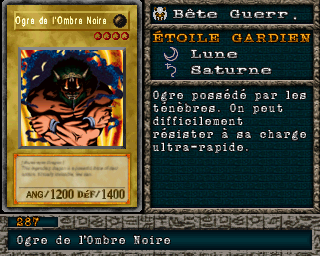 Ogre de l'Ombre Noire
ANG/1200 DÉF/1400
Bête Guerr.
ÉTOILE GARDIEN
Lune
Saturne
Ogre possédé par les
ténèbres. On peut
difficilement
résister à sa charge
ultra-rapide.
287
Ogre de l'Ombre Noire